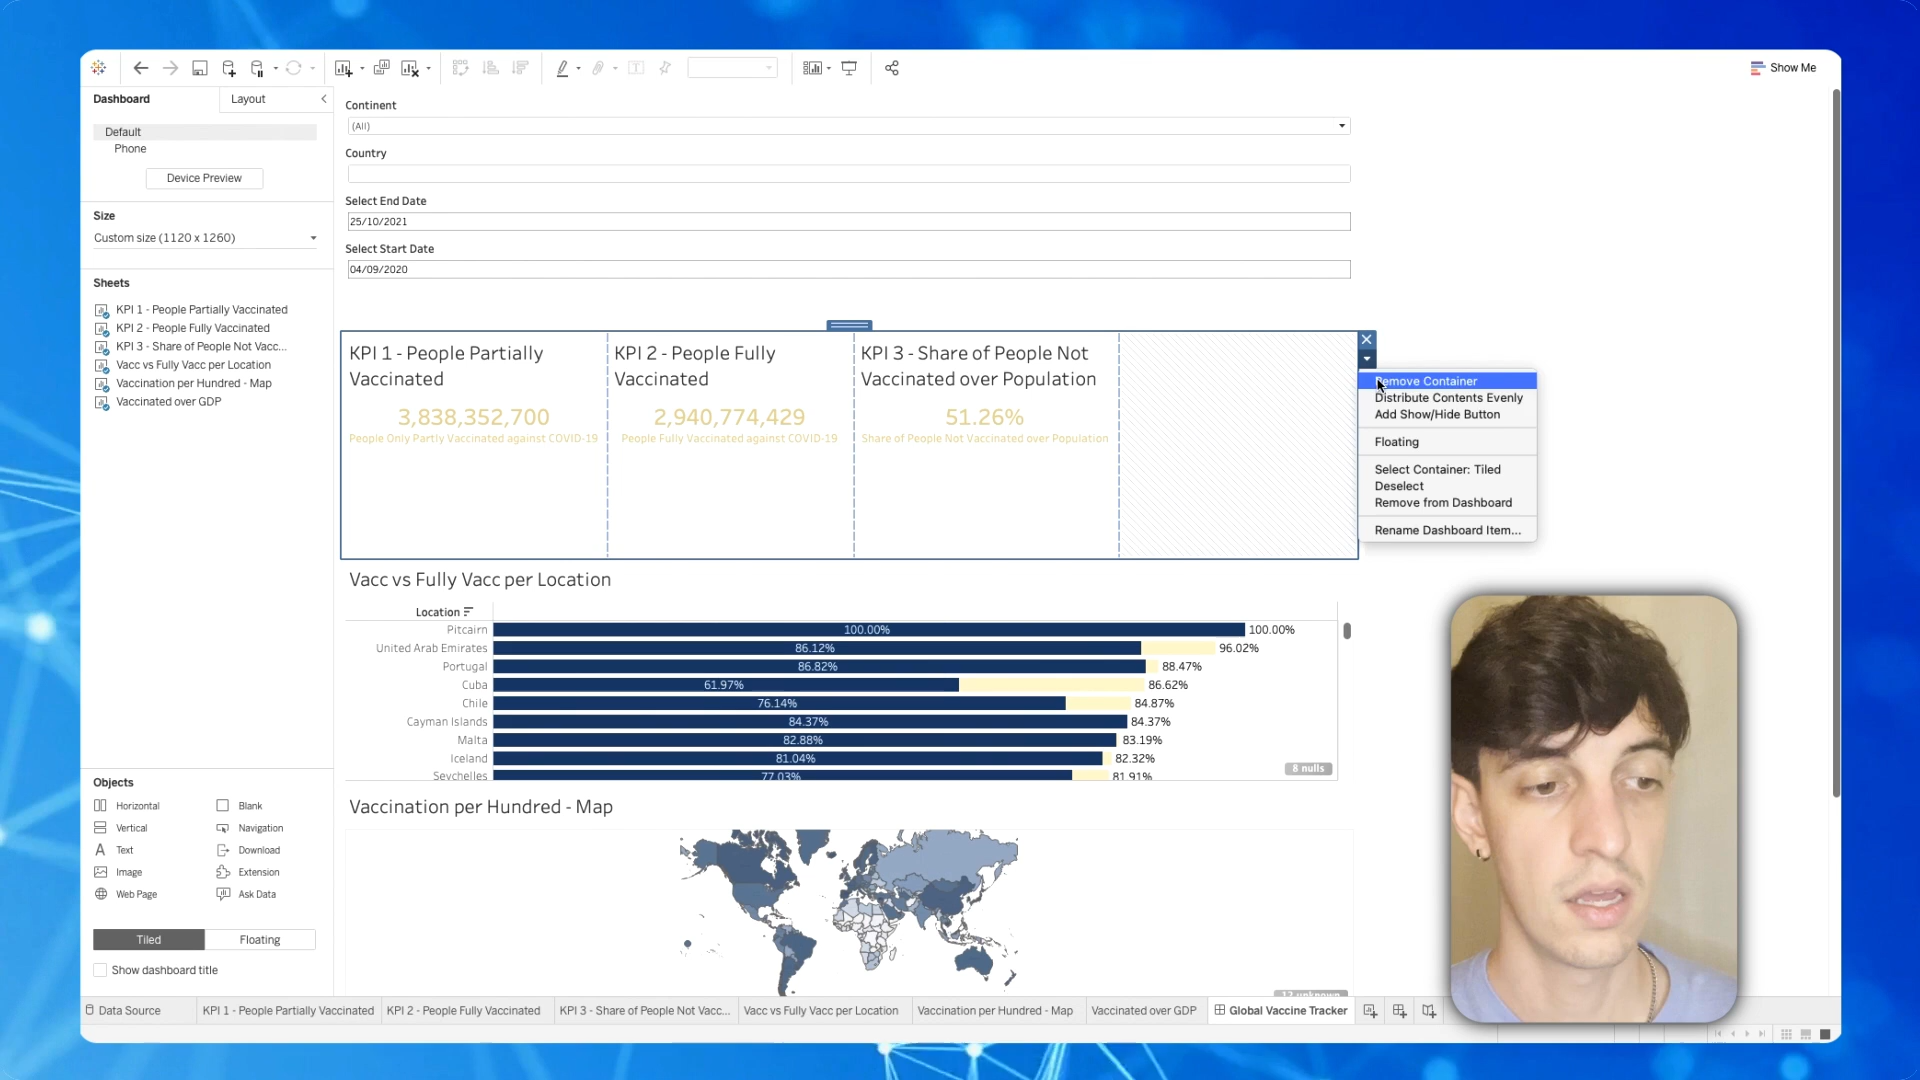 Show Me
Dashboard
Layout
Default
Phone
Device Preview
Size
Custom size (1120 x 1260)
Sheets
KPI 1 - People Partially Vaccinated
KPI 2 - People Fully Vaccinated
KPI 3 - Share of People Not Vacc...
Vacc vs Fully Vacc per Location
Vaccination per Hundred - Map
Vaccinated over GDP
Objects
Horizontal
Blank
Vertical
Navigation
Text
Download
Image
Extension
Web Page
Ask Data
Tiled
Floating
Show dashboard title
Continent
(All)
Country
Select End Date
25/10/2021
Select Start Date
04/09/2020
KPI 1 - People Partially
Vaccinated
3,838,352,700
People Only Partly Vaccinated against COVID-19
KPI 2 - People Fully
Vaccinated
2,940,774,429
People Fully Vaccinated against COVID-19
KPI 3 - Share of People Not
Vaccinated over Population
51.26%
Share of People Not Vaccinated over Population
Remove Container
Distribute Contents Evenly
Add Show/Hide Button
Floating
Select Container: Tiled
Deselect
Remove from Dashboard
Rename Dashboard Item...
Vacc vs Fully Vacc per Location
Location
Pitcairn 100.00% 100.00%
United Arab Emirates 86.12% 96.02%
Portugal 86.82% 88.47%
Cuba 61.97% 86.62%
Chile 76.14% 84.87%
Cayman Islands 84.37% 84.37%
Malta 82.88% 83.19%
Iceland 81.04% 82.32%
Seychelles 77.03% 81.91%
8 nulls
Vaccination per Hundred - Map
Data Source
KPI 1 - People Partially Vaccinated
KPI 2 - People Fully Vaccinated
KPI 3 - Share of People Not Vacc...
Vacc vs Fully Vacc per Location
Vaccination per Hundred - Map
Vaccinated over GDP
Global Vaccine Tracker